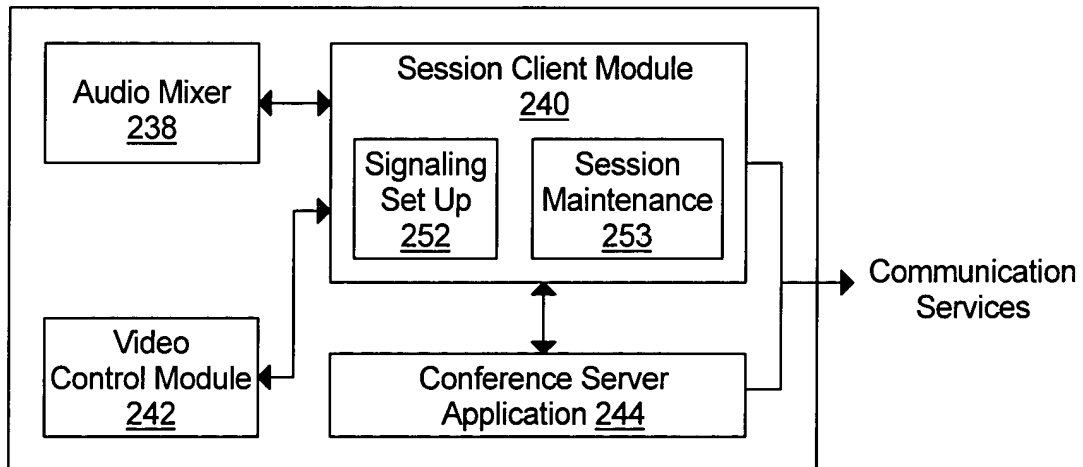 Audio Mixer
238
Session Client Module
240
Signaling
Set Up
252
Session
Maintenance
253
Video
Control Module
242
Conference Server
Application 244
Communication
Services